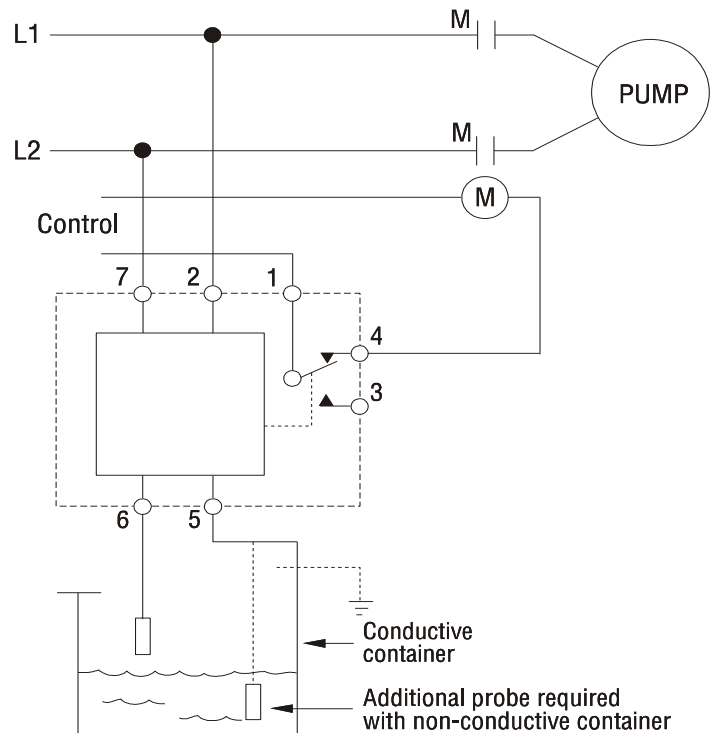 L1
M
PUMP
L2
M
M
Control
7
2
1
4
3
6
5
Conductive
container
Additional probe required
with non-conductive container